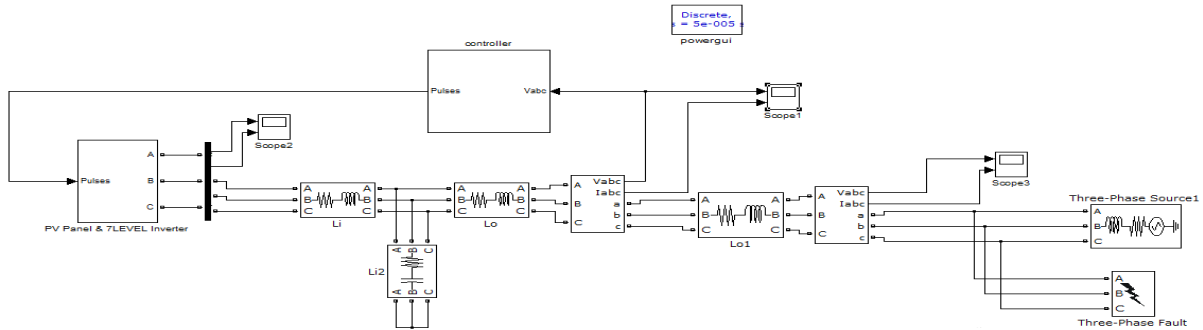 Discrete,
s = 5e-005 s
powergui
controller
Pulses
Vabc
Scope1
Scope2
Scope3
Pulses
A
B
C
PV Panel & 7LEVEL Inverter
A
B
C
A
B
C
Li
A
B
C
A
B
C
Lo
A
B
C
A
B
C
Li2
A
B
C
Vabc
Iabc
a
b
c
A
B
C
A
B
C
Lo1
A
B
C
Vabc
Iabc
a
b
c
Three-Phase Source1
A
B
C
A
B
C
Three-Phase Fault